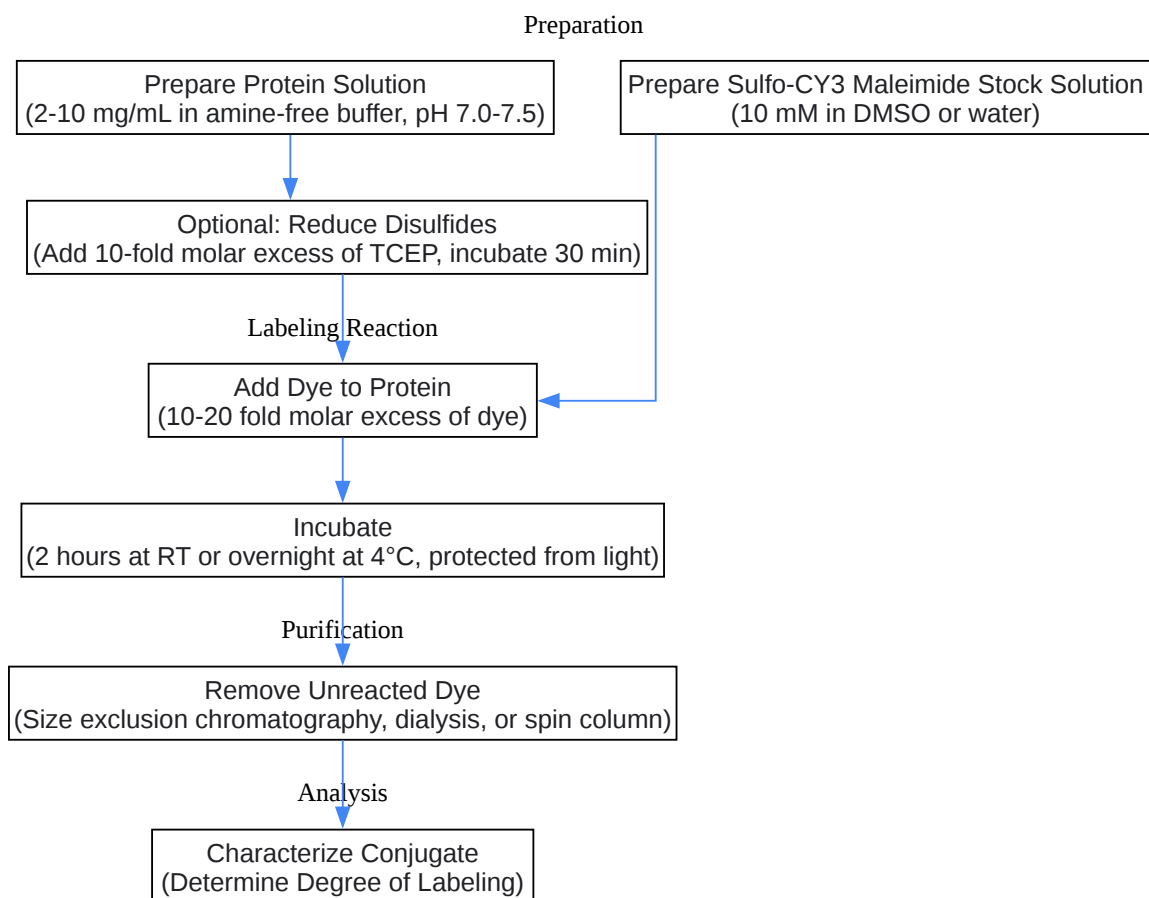 Preparation
Prepare Protein Solution
(2-10 mg/mL in amine-free buffer, pH 7.0-7.5)
Prepare Sulfo-CY3 Maleimide Stock Solution
(10 mM in DMSO or water)
Optional: Reduce Disulfides
(Add 10-fold molar excess of TCEP, incubate 30 min)
Labeling Reaction
Add Dye to Protein
(10-20 fold molar excess of dye)
Incubate
(2 hours at RT or overnight at 4°C, protected from light)
Purification
Remove Unreacted Dye
(Size exclusion chromatography, dialysis, or spin column)
Analysis
Characterize Conjugate
(Determine Degree of Labeling)